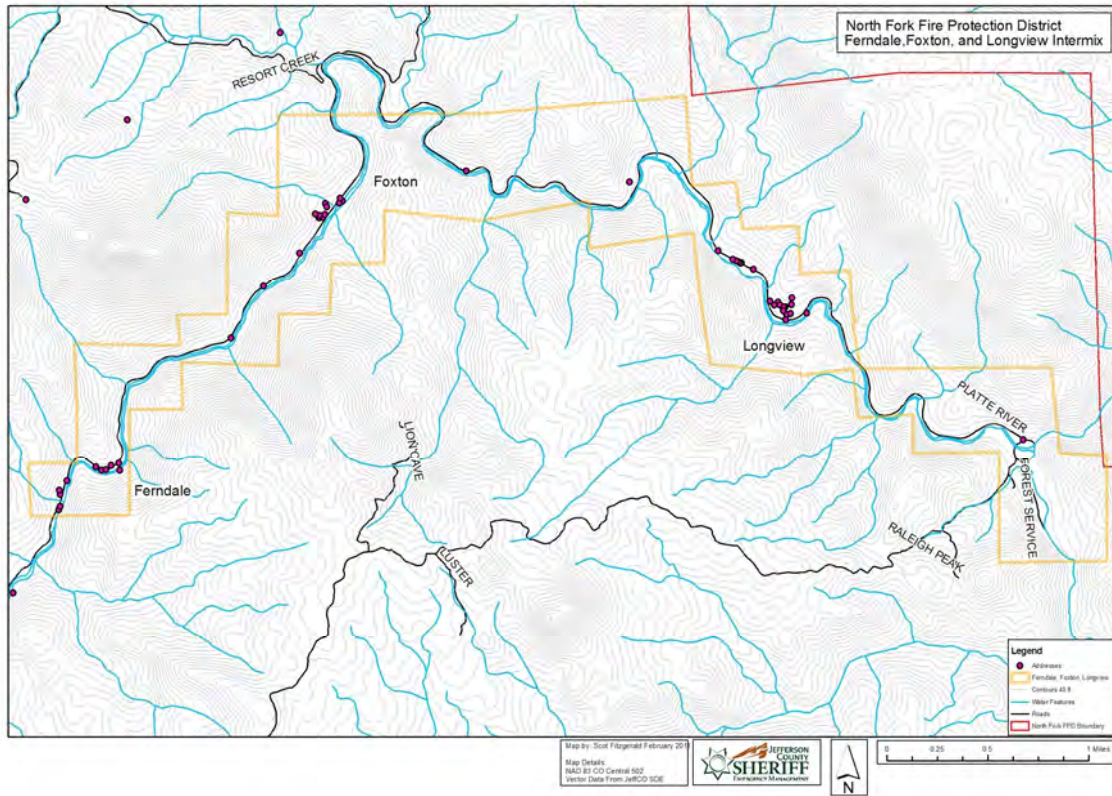 North Fork Fire Protection District
Ferndale,Foxton, and Longview Intermix
RESORT CREEK
Foxton
Longview
PLATTE RIVER
LION CAVE
Ferndale
FOREST SERVICE
RALEIGH PEAK
LUSTER
Legend
Addresses
Ferndale, Foxton, Longview
Contours 40 ft
Water Features
Roads
North Fork FPD Boundary
Map by: Scot Fitzgerald February
Map Details:
NAD 83 CO Central 502
Vector Data From JeffCO SDE
JEFFERSON
COUNTY
SHERIFF
EMERGENCY MANAGEMENT
N
0 0.25 0.5 1 Miles